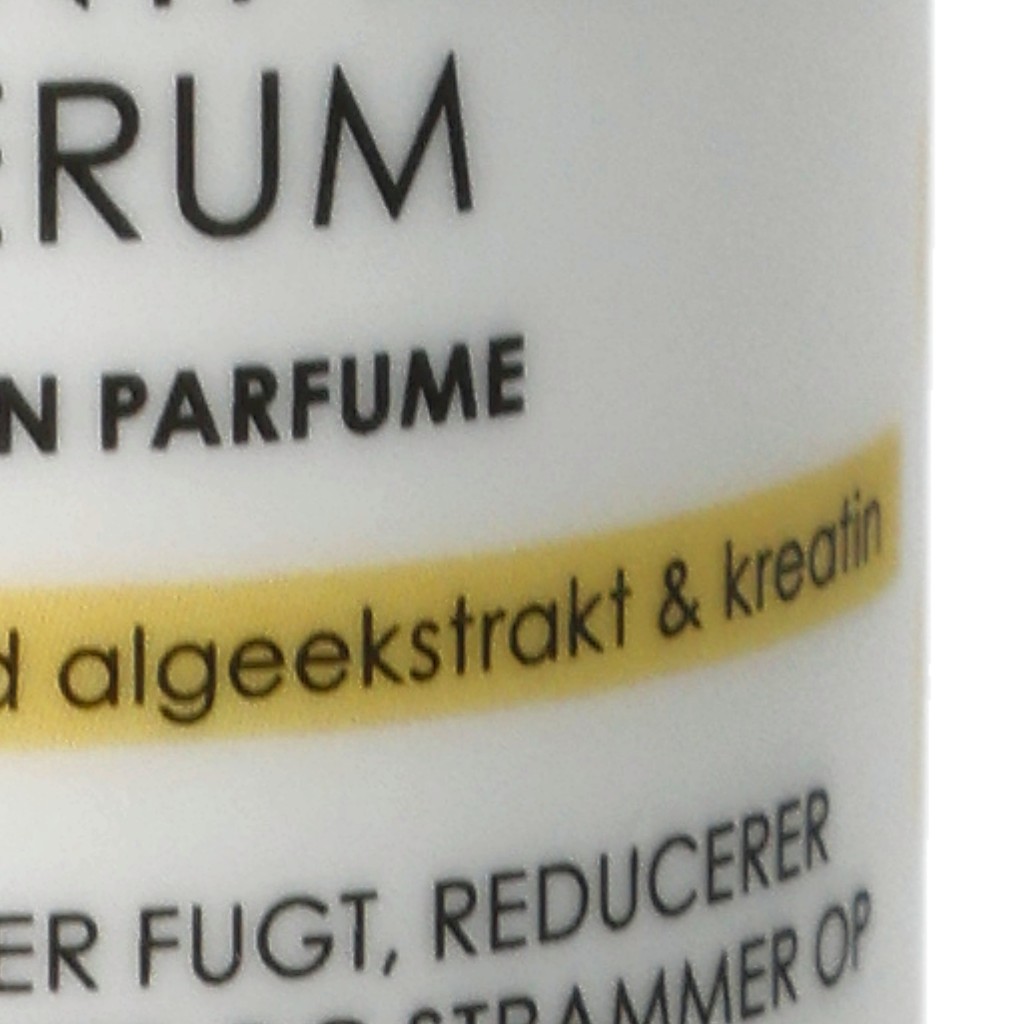 ERUM
N PARFUME
d algeekstrakt & kreatin
ER FUGT, REDUCERER
STRAMMER OP